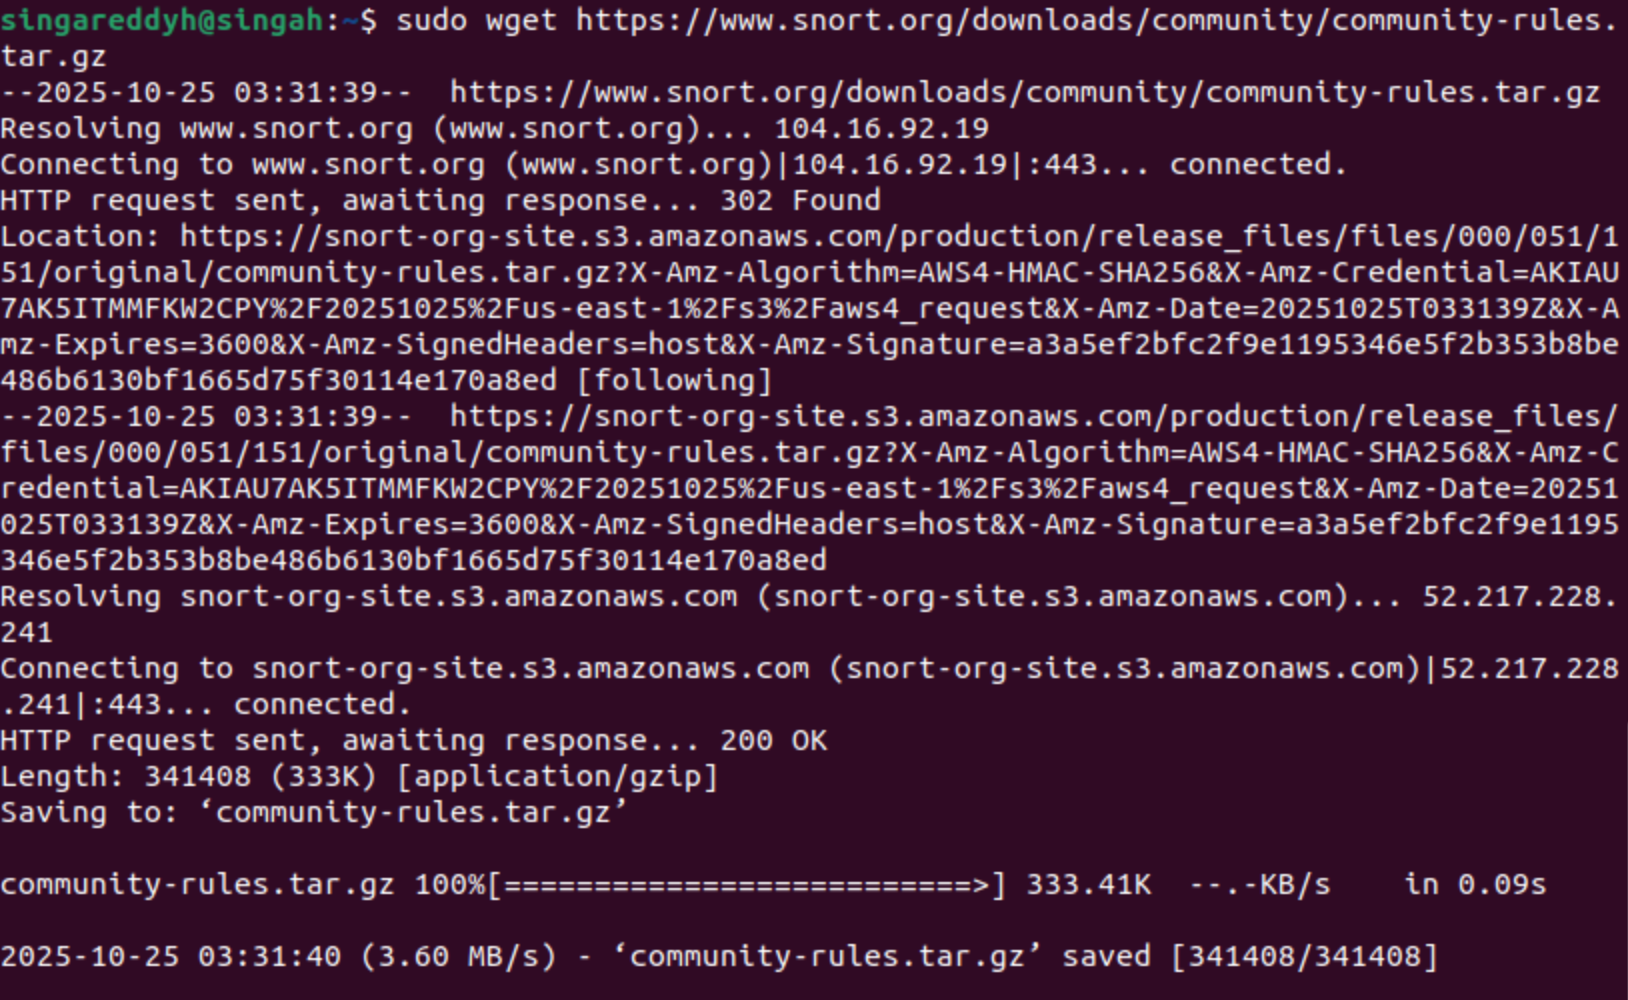 singareddyh@singah:~$ sudo wget https://www.snort.org/downloads/community/community-rules.
tar.gz
--2025-10-25 03:31:39--  https://www.snort.org/downloads/community/community-rules.tar.gz
Resolving www.snort.org (www.snort.org)... 104.16.92.19
Connecting to www.snort.org (www.snort.org)|104.16.92.19|:443... connected.
HTTP request sent, awaiting response... 302 Found
Location: https://snort-org-site.s3.amazonaws.com/production/release_files/files/000/051/1
51/original/community-rules.tar.gz?X-Amz-Algorithm=AWS4-HMAC-SHA256&X-Amz-Credential=AKIAU
7AK5ITMMFKW2CPY%2F20251025%2Fus-east-1%2Fs3%2Faws4_request&X-Amz-Date=20251025T033139Z&X-A
mz-Expires=3600&X-Amz-SignedHeaders=host&X-Amz-Signature=a3a5ef2bfc2f9e1195346e5f2b353b8be
486b6130bf1665d75f30114e170a8ed [following]
--2025-10-25 03:31:39--  https://snort-org-site.s3.amazonaws.com/production/release_files/
files/000/051/151/original/community-rules.tar.gz?X-Amz-Algorithm=AWS4-HMAC-SHA256&X-Amz-C
redential=AKIAU7AK5ITMMFKW2CPY%2F20251025%2Fus-east-1%2Fs3%2Faws4_request&X-Amz-Date=20251
025T033139Z&X-Amz-Expires=3600&X-Amz-SignedHeaders=host&X-Amz-Signature=a3a5ef2bfc2f9e1195
346e5f2b353b8be486b6130bf1665d75f30114e170a8ed
Resolving snort-org-site.s3.amazonaws.com (snort-org-site.s3.amazonaws.com)... 52.217.228.
241
Connecting to snort-org-site.s3.amazonaws.com (snort-org-site.s3.amazonaws.com)|52.217.228
.241|:443... connected.
HTTP request sent, awaiting response... 200 OK
Length: 341408 (333K) [application/gzip]
Saving to: ‘community-rules.tar.gz’
community-rules.tar.gz 100%[==========================>] 333.41K  --.-KB/s    in 0.09s
2025-10-25 03:31:40 (3.60 MB/s) - ‘community-rules.tar.gz’ saved [341408/341408]